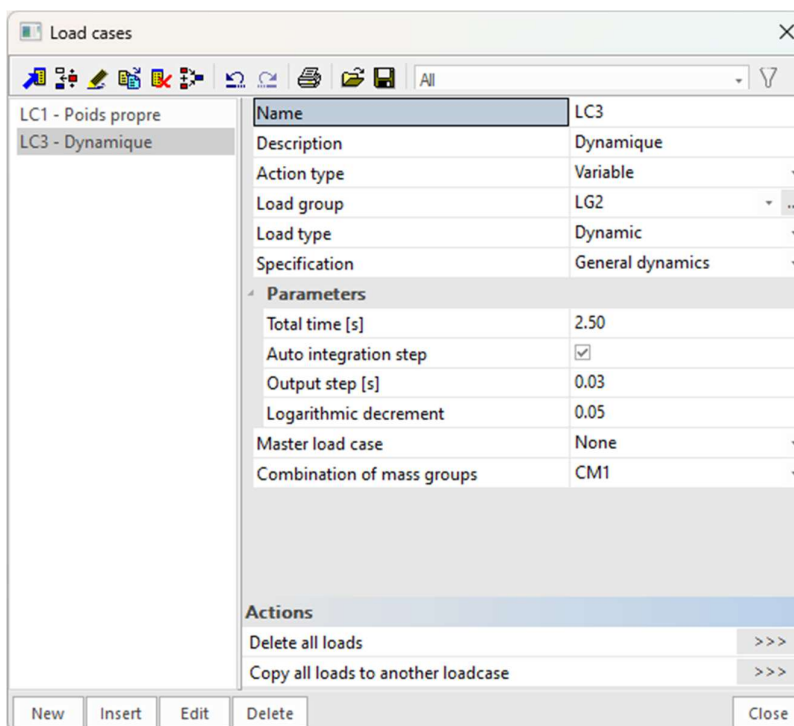 Load cases
All
LC1 - Poids propre
LC3 - Dynamique
Name LC3
Description Dynamique
Action type Variable
Load group LG2 ..
Load type Dynamic
Specification General dynamics
Parameters
Total time [s] 2.50
Auto integration step
Output step [s] 0.03
Logarithmic decrement 0.05
Master load case None
Combination of mass groups CM1
Actions
Delete all loads >>>
Copy all loads to another loadcase >>>
New Insert Edit Delete Close